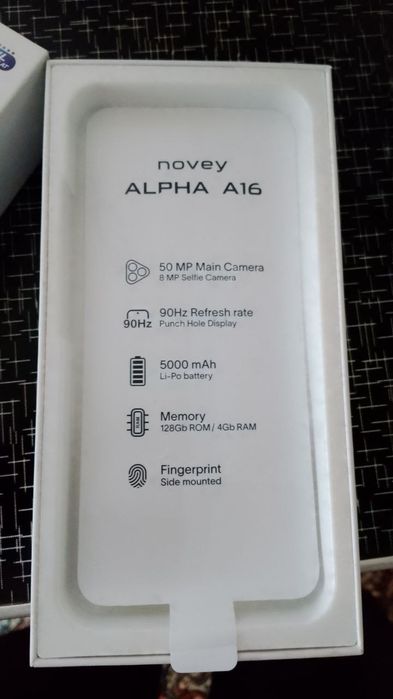 novey
ALPHA A16
50 MP Main Camera
8 MP Selfie Camera
90Hz
90Hz Refresh rate
Punch Hole Display
5000 mAh
Li-Po battery
Memory
128Gb ROM/ 4Gb RAM
Fingerprint
Side mounted